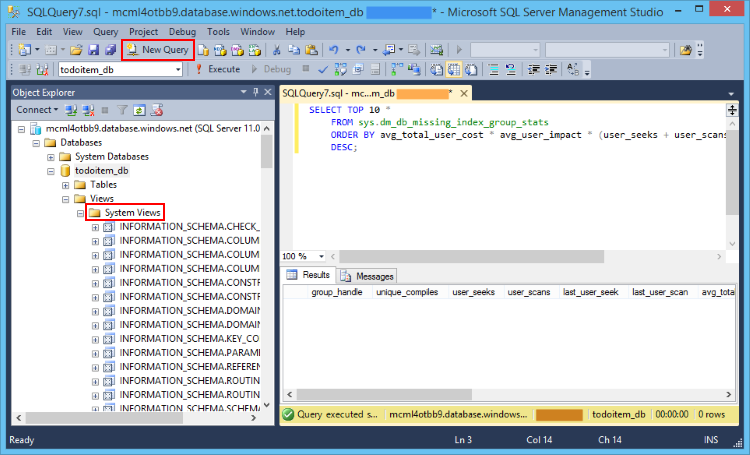 SQLQuery7.sql - mcml4otbb9.database.windows.net.todoitem_db * - Microsoft SQL Server Management Studio
File Edit View Query Project Debug Tools Window Help
New Query
todoitem_db Execute Debug
Object Explorer
Connect
mcml4otbb9.database.windows.net (SQL Server 11.0
Databases
System Databases
todoitem_db
Tables
Views
System Views
INFORMATION_SCHEMA.CHECK_
INFORMATION_SCHEMA.COLUM
INFORMATION_SCHEMA.COLUM
INFORMATION_SCHEMA.COLUM
INFORMATION_SCHEMA.CONSTR
INFORMATION_SCHEMA.CONSTR
INFORMATION_SCHEMA.DOMAIN
INFORMATION_SCHEMA.DOMAIN
INFORMATION_SCHEMA.KEY_CO
INFORMATION_SCHEMA.PARAME
INFORMATION_SCHEMA.REFEREN
INFORMATION_SCHEMA.ROUTIN
INFORMATION_SCHEMA.ROUTIN
INFORMATION_SCHEMA.SCHEMA
SQLQuery7.sql - mc...m_db *
SELECT TOP 10 *
FROM sys.dm_db_missing_index_group_stats
ORDER BY avg_total_user_cost * avg_user_impact * (user_seeks + user_scans
DESC;
100 %
Results Messages
group_handle unique_compiles user_seeks user_scans last_user_seek last_user_scan avg_total
Query executed s... mcml4otbb9.database.windows... todoitem_db 00:00:00 0 rows
Ready Ln 3 Col 14 Ch 14 INS